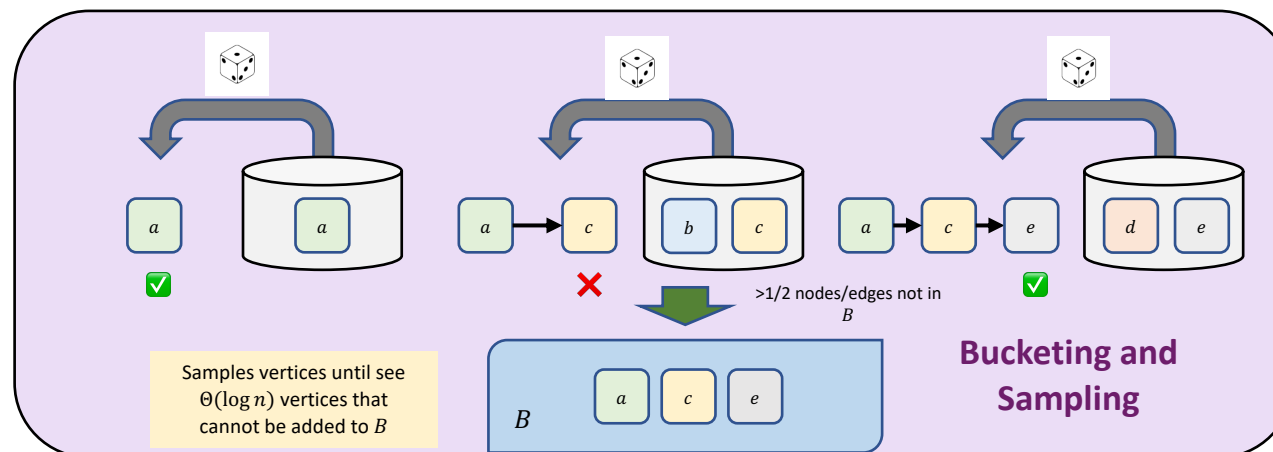 a
a
a
c
b
c
a
c
e
d
e
>1/2 nodes/edges not in
B
Samples vertices until see
Θ(log n) vertices that
cannot be added to B
B
a
c
e
Bucketing and
Sampling